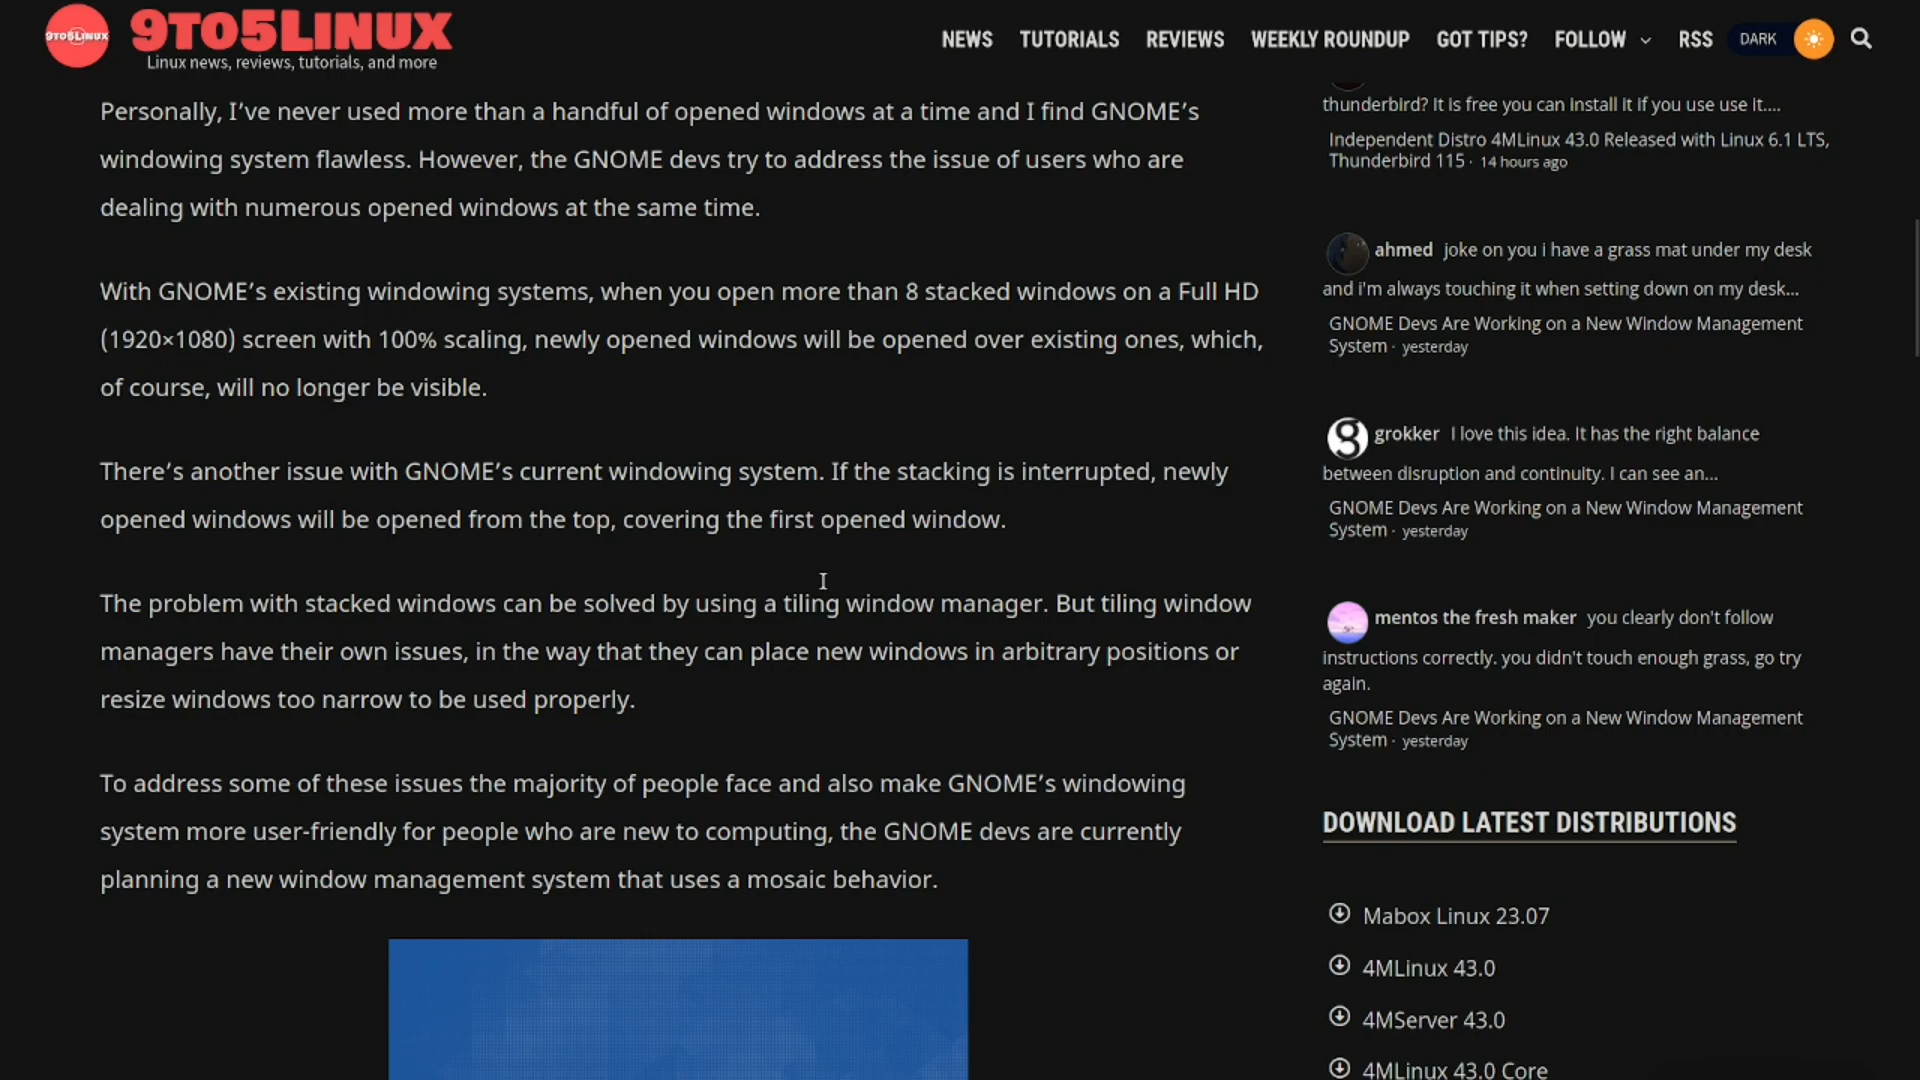 9TO5LINUX
9TO5LINUX
Linux news, reviews, tutorials, and more
NEWS TUTORIALS REVIEWS WEEKLY ROUNDUP GOT TIPS? FOLLOW RSS DARK
Personally, I’ve never used more than a handful of opened windows at a time and I find GNOME’s
windowing system flawless. However, the GNOME devs try to address the issue of users who are
dealing with numerous opened windows at the same time.
With GNOME’s existing windowing systems, when you open more than 8 stacked windows on a Full HD
(1920×1080) screen with 100% scaling, newly opened windows will be opened over existing ones, which,
of course, will no longer be visible.
There’s another issue with GNOME’s current windowing system. If the stacking is interrupted, newly
opened windows will be opened from the top, covering the first opened window.
The problem with stacked windows can be solved by using a tiling window manager. But tiling window
managers have their own issues, in the way that they can place new windows in arbitrary positions or
resize windows too narrow to be used properly.
To address some of these issues the majority of people face and also make GNOME’s windowing
system more user-friendly for people who are new to computing, the GNOME devs are currently
planning a new window management system that uses a mosaic behavior.
thunderbird? It is free you can install it if you use use it....
Independent Distro 4MLinux 43.0 Released with Linux 6.1 LTS,
Thunderbird 115 · 14 hours ago
ahmed joke on you i have a grass mat under my desk
and i'm always touching it when setting down on my desk...
GNOME Devs Are Working on a New Window Management
System · yesterday
grokker I love this idea. It has the right balance
between disruption and continuity. I can see an...
GNOME Devs Are Working on a New Window Management
System · yesterday
mentos the fresh maker you clearly don't follow
instructions correctly. you didn't touch enough grass, go try
again.
GNOME Devs Are Working on a New Window Management
System · yesterday
DOWNLOAD LATEST DISTRIBUTIONS
Mabox Linux 23.07
4MLinux 43.0
4MServer 43.0
4MLinux 43.0 Core